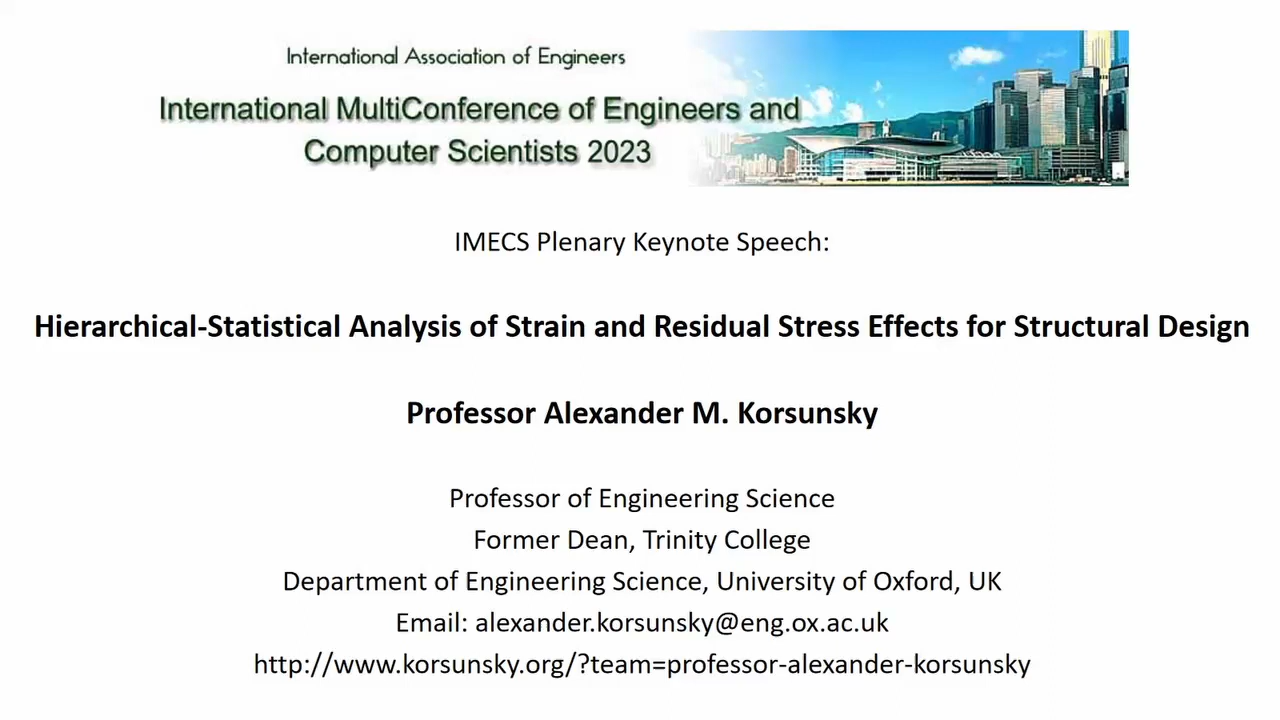 International Association of Engineers
International MultiConference of Engineers and
Computer Scientists 2023
IMECS Plenary Keynote Speech:
Hierarchical-Statistical Analysis of Strain and Residual Stress Effects for Structural Design
Professor Alexander M. Korsunsky
Professor of Engineering Science
Former Dean, Trinity College
Department of Engineering Science, University of Oxford, UK
Email: alexander.korsunsky@eng.ox.ac.uk
http://www.korsunsky.org/?team=professor-alexander-korsunsky